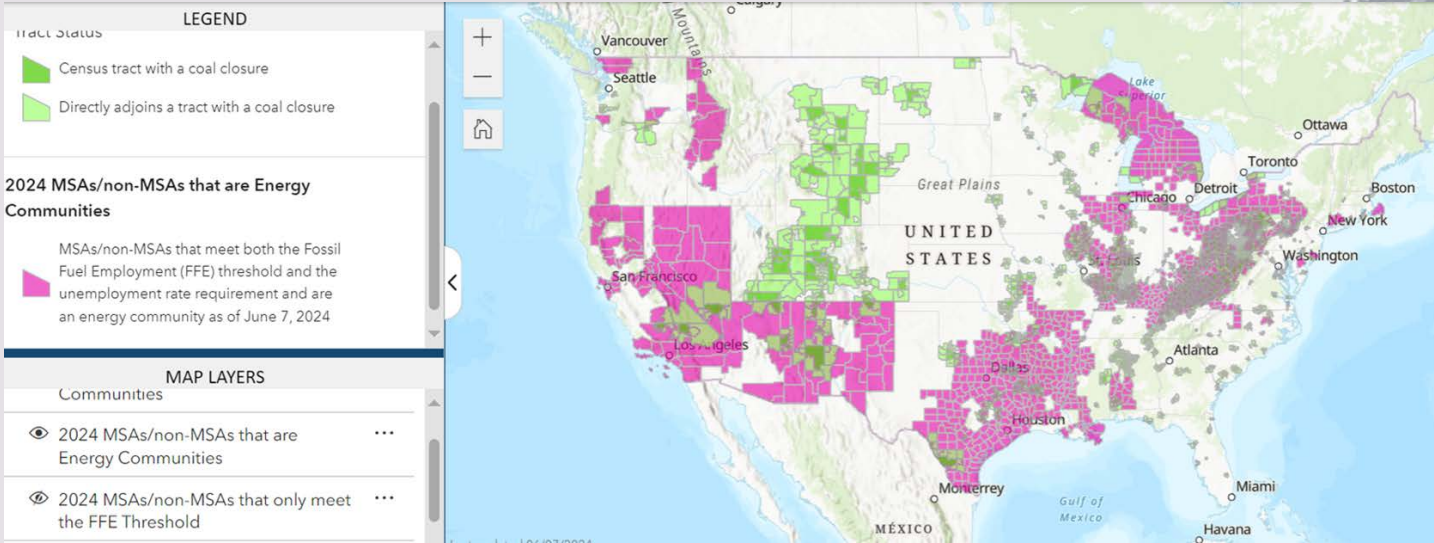 LEGEND
Tract Status
Census tract with a coal closure
Directly adjoins a tract with a coal closure
2024 MSAs/non-MSAs that are Energy
Communities
MSAs/non-MSAs that meet both the Fossil
Fuel Employment (FFE) threshold and the
unemployment rate requirement and are
an energy community as of June 7, 2024
MAP LAYERS
Communities
2024 MSAs/non-MSAs that are
Energy Communities
2024 MSAs/non-MSAs that only meet
the FFE Threshold
Calgary
Mountains
Vancouver
Seattle
Lake
Superior
Ottawa
Toronto
Great Plains
Chicago
Detroit
Boston
New York
UNITED
STATES
St. Louis
Washington
San Francisco
Los Angeles
Atlanta
Dallas
Houston
Monterrey
Miami
Gulf of
Mexico
MÉXICO
Havana